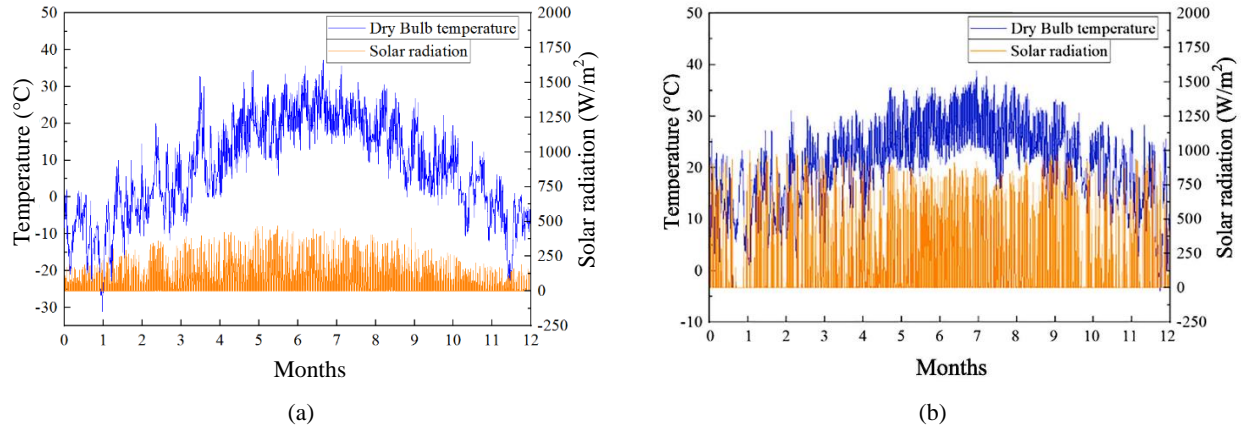 50
40
30
20
10
0
-10
-20
-30
Temperature (°C)
Dry Bulb temperature
Solar radiation
2000
1750
1500
1250
1000
750
500
250
0
-250
Solar radiation (W/m²)
0 1 2 3 4 5 6 7 8 9 10 11 12
Months
(a)
50
40
30
20
10
0
-10
Temperature (°C)
Dry Bulb temperature
Solar radiation
2000
1750
1500
1250
1000
750
500
250
0
-250
Solar radiation (W/m²)
0 1 2 3 4 5 6 7 8 9 10 11 12
Months
(b)